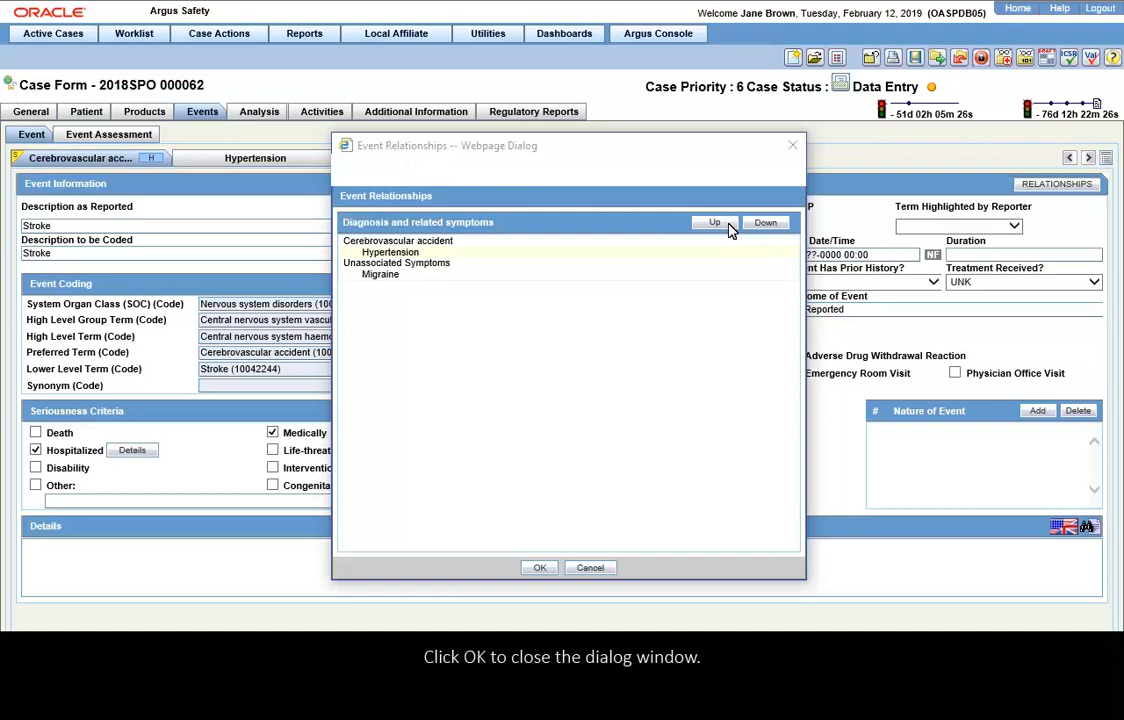 ORACLE Argus Safety Welcome Jane Brown, Tuesday, February 12, 2019 (OASPDB05) Home Help Logout
Active Cases Worklist Case Actions Reports Local Affiliate Utilities Dashboards Argus Console
Case Form - 2018SPO 000062 Case Priority : 6 Case Status : Data Entry
General Patient Products Events Analysis Activities Additional Information Regulatory Reports
- 51d 02h 05m 26s - 76d 12h 22m 26s
Event Event Assessment
Cerebrovascular acc... H Hypertension
Event Relationships -- Webpage Dialog
Event Information RELATIONSHIPS
Event Relationships
Description as Reported P Term Highlighted by Reporter
Diagnosis and related symptoms Up Down
Stroke
Description to be Coded Cerebrovascular accident Date/Time Duration
Stroke Hypertension ??-0000 00:00 NF
Unassociated Symptoms ent Has Prior History? Treatment Received?
Migraine UNK
Event Coding
ome of Event
System Organ Class (SOC) (Code) Nervous system disorders (100 Reported
High Level Group Term (Code) Central nervous system vascul
High Level Term (Code) Central nervous system haemo
Preferred Term (Code) Cerebrovascular accident (100 Adverse Drug Withdrawal Reaction
Lower Level Term (Code) Stroke (10042244) Emergency Room Visit Physician Office Visit
Synonym (Code)
Seriousness Criteria # Nature of Event Add Delete
Death Medically
Hospitalized Details Life-threat
Disability Interventio
Other: Congenita
Details
OK Cancel
Click OK to close the dialog window.